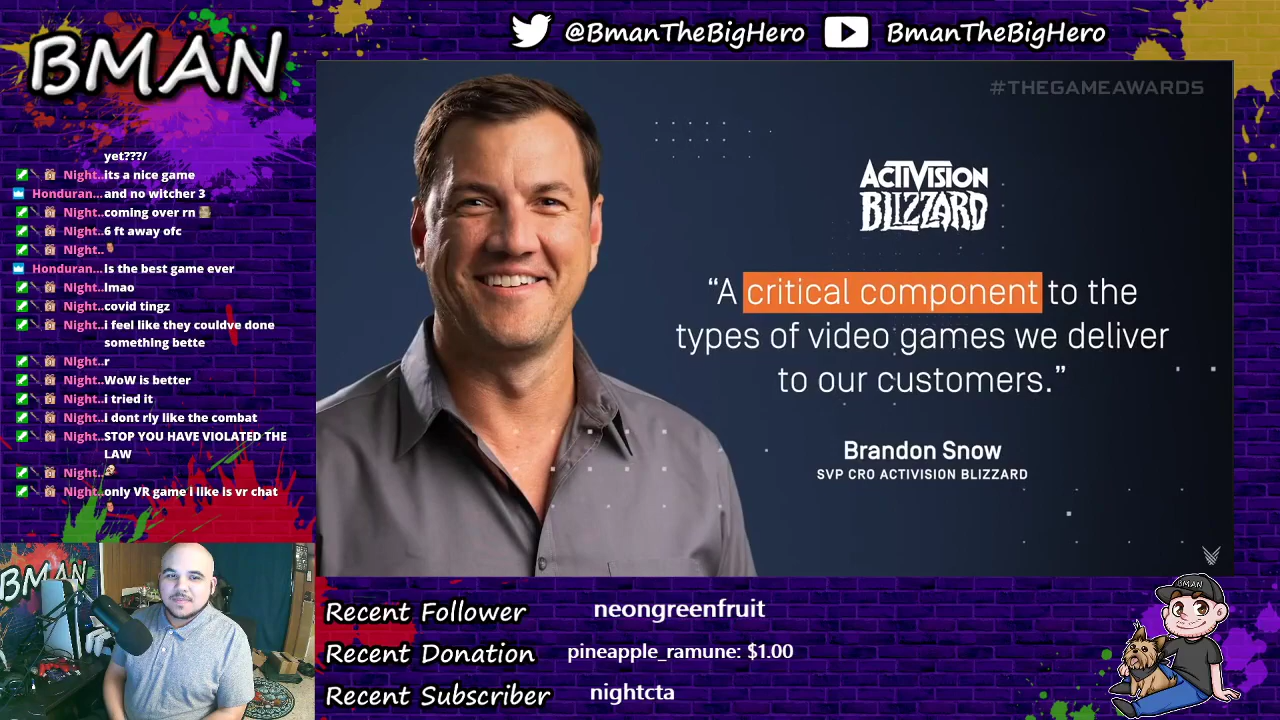 BMAN
@BmanTheBigHero
BmanTheBigHero
yet???/
Night..its a nice game
Honduran...and no witcher 3
Night..coming over rn
Night..6 ft away ofc
Night..
Honduran...Is the best game ever
Night..lmao
Night..covid tingz
Night..i feel like they couldve done
something bette
Night..r
Night..WoW is better
Night..i tried it
Night..i dont rly like the combat
Night..STOP YOU HAVE VIOLATED THE
LAW
Night..
Night..only VR game I like is vr chat
#THEGAMEAWARDS
ACTIVISION
BLIZZARD
“A critical component to the
types of video games we deliver
to our customers.”
Brandon Snow
SVP CRO ACTIVISION BLIZZARD
BMAN
Recent Follower neongreenfruit
Recent Donation pineapple_ramune: $1.00
Recent Subscriber nightcta
BMAN